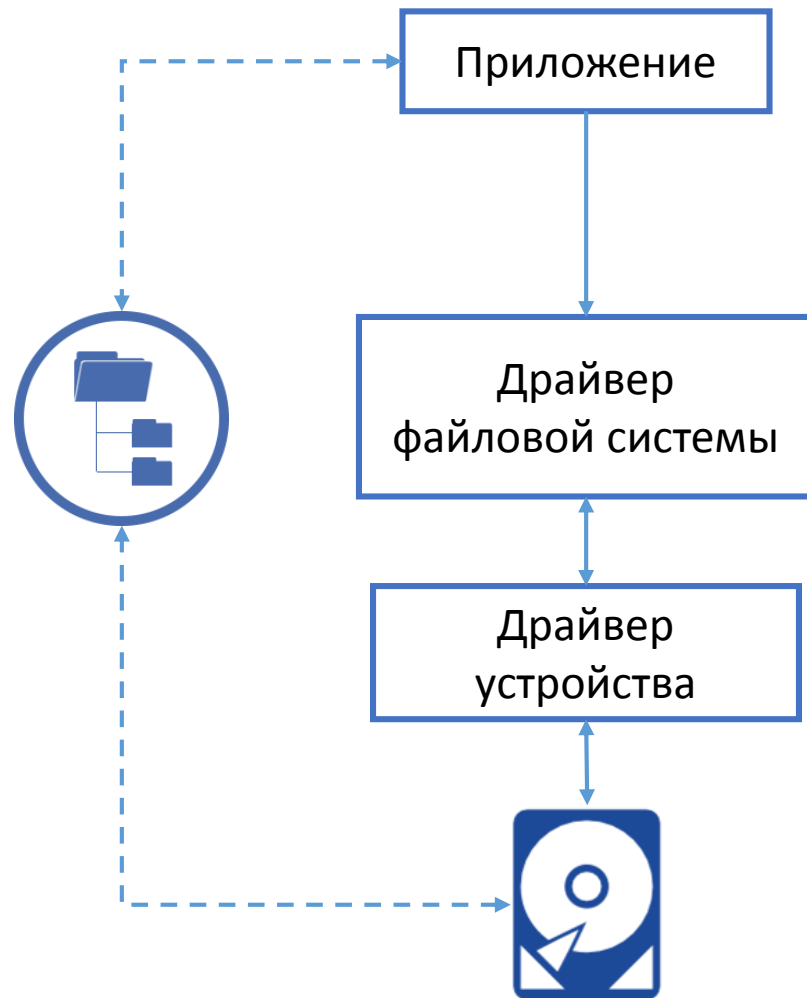 Приложение
Драйвер
файловой системы
Драйвер
устройства